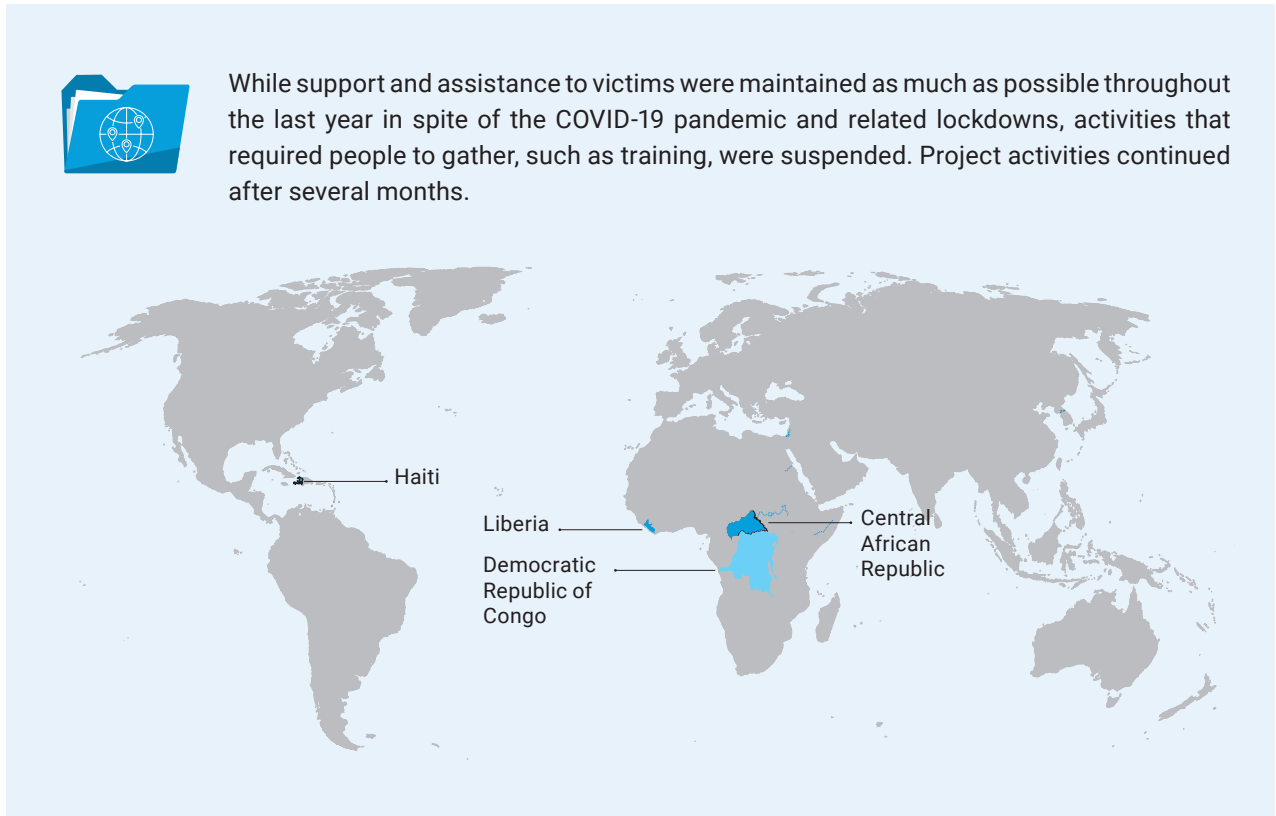 While support and assistance to victims were maintained as much as possible throughout
the last year in spite of the COVID-19 pandemic and related lockdowns, activities that
required people to gather, such as training, were suspended. Project activities continued
after several months.
Haiti
Liberia
Democratic
Republic of
Congo
Central
African
Republic